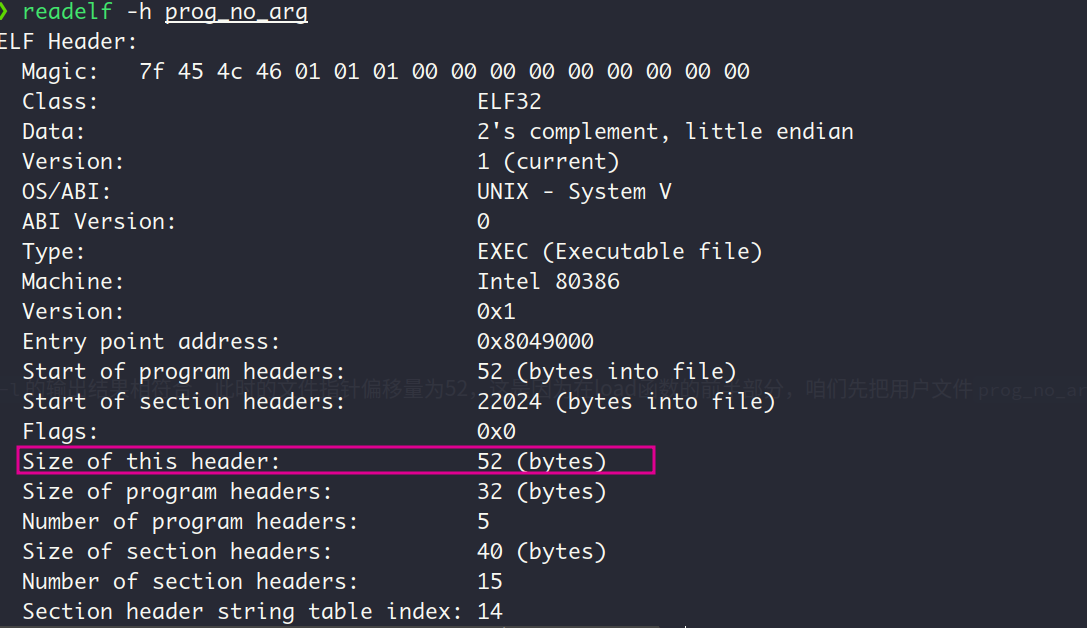 ❯ readelf -h prog_no_arg
ELF Header:
  Magic:   7f 45 4c 46 01 01 01 00 00 00 00 00 00 00 00 00
  Class:                             ELF32
  Data:                              2's complement, little endian
  Version:                           1 (current)
  OS/ABI:                            UNIX - System V
  ABI Version:                       0
  Type:                              EXEC (Executable file)
  Machine:                           Intel 80386
  Version:                           0x1
  Entry point address:               0x8049000
  Start of program headers:          52 (bytes into file)
  Start of section headers:          22024 (bytes into file)
  Flags:                             0x0
  Size of this header:               52 (bytes)
  Size of program headers:           32 (bytes)
  Number of program headers:         5
  Size of section headers:           40 (bytes)
  Number of section headers:         15
  Section header string table index: 14